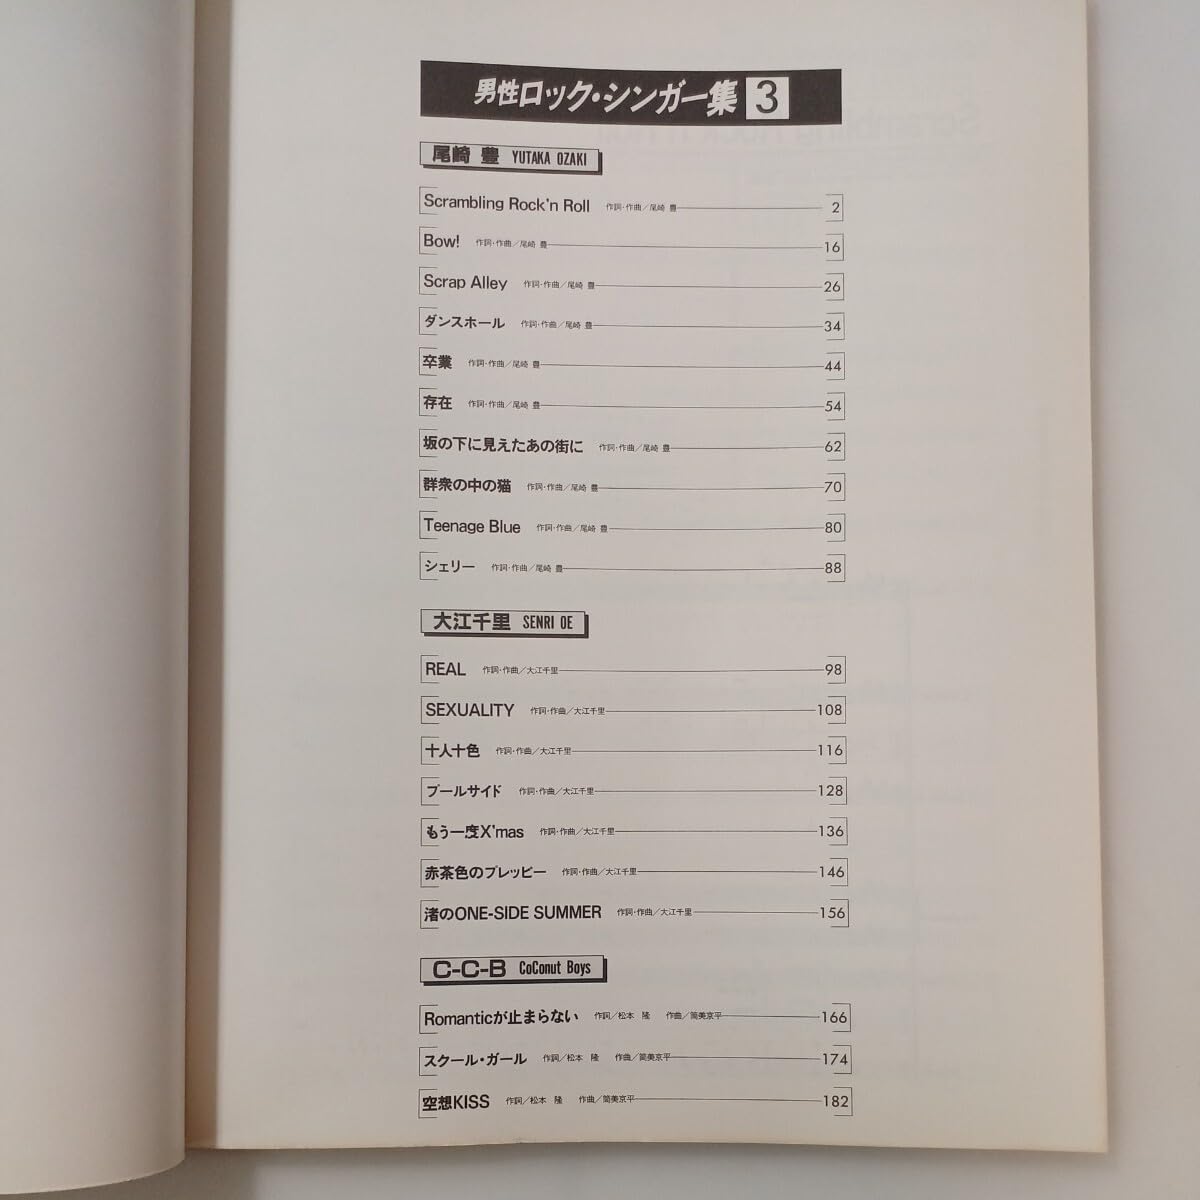 男性ロック・シンガー集 3
尾崎 豊 YUTAKA OZAKI
Scrambling Rock'n Roll 作詞・作曲／尾崎 豊 2
Bow! 作詞・作曲／尾崎 豊 16
Scrap Alley 作詞・作曲／尾崎 豊 26
ダンスホール 作詞・作曲／尾崎 豊 34
卒業 作詞・作曲／尾崎 豊 44
存在 作詞・作曲／尾崎 豊 54
坂の下に見えたあの街に 作詞・作曲／尾崎 豊 62
群衆の中の猫 作詞・作曲／尾崎 豊 70
Teenage Blue 作詞・作曲／尾崎 豊 80
シェリー 作詞・作曲／尾崎 豊 88
大江千里 SENRI OE
REAL 作詞・作曲／大江千里 98
SEXUALITY 作詞・作曲／大江千里 108
十人十色 作詞・作曲／大江千里 116
プールサイド 作詞・作曲／大江千里 128
もう一度X'mas 作詞・作曲／大江千里 136
赤茶色のプレッピー 作詞・作曲／大江千里 146
渚のONE-SIDE SUMMER 作詞・作曲／大江千里 156
C-C-B CoConut Boys
Romanticが止まらない 作詞／松本 隆 作曲／筒美京平 166
スクール・ガール 作詞／松本 隆 作曲／筒美京平 174
空想KISS 作詞／松本 隆 作曲／筒美京平 182